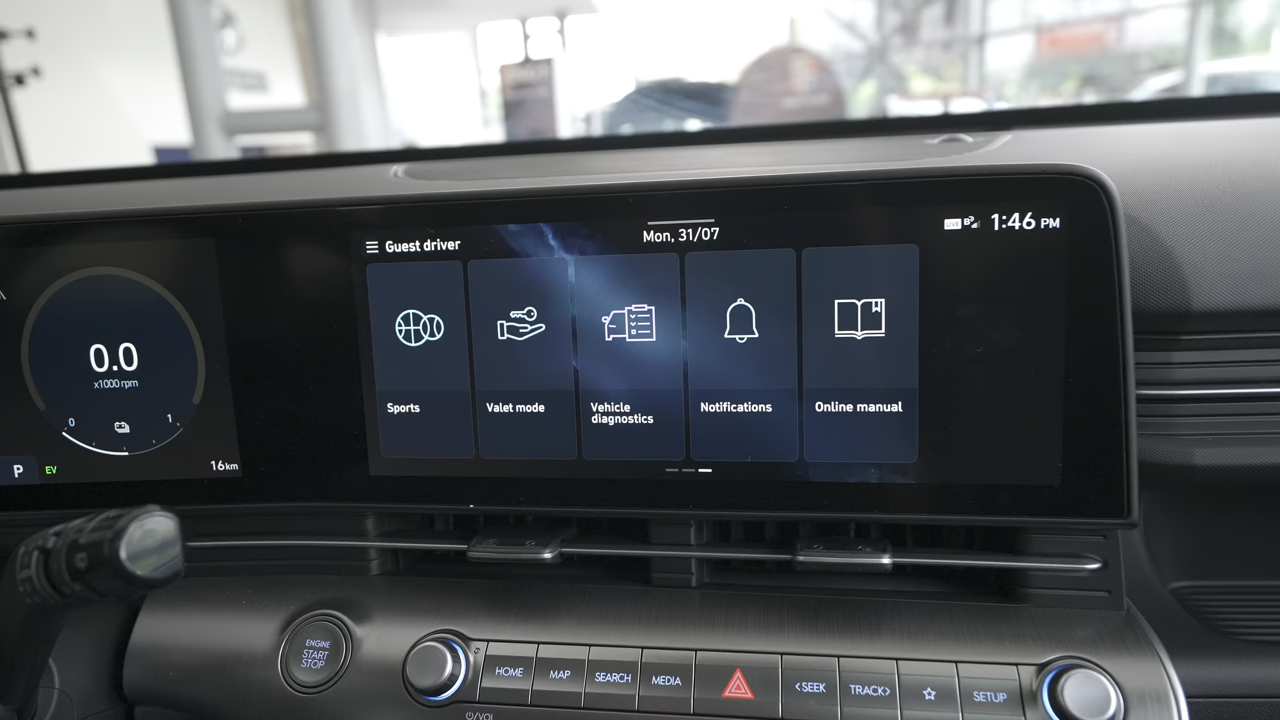 Guest driver
Mon, 31/07
LIVE
1:46 PM
Sports
Valet mode
Vehicle
diagnostics
Notifications
Online manual
0.0
x1000 rpm
0
1
P
EV
16km
ENGINE
START
STOP
HOME
MAP
SEARCH
MEDIA
<SEEK
TRACK>
SETUP
/VOL